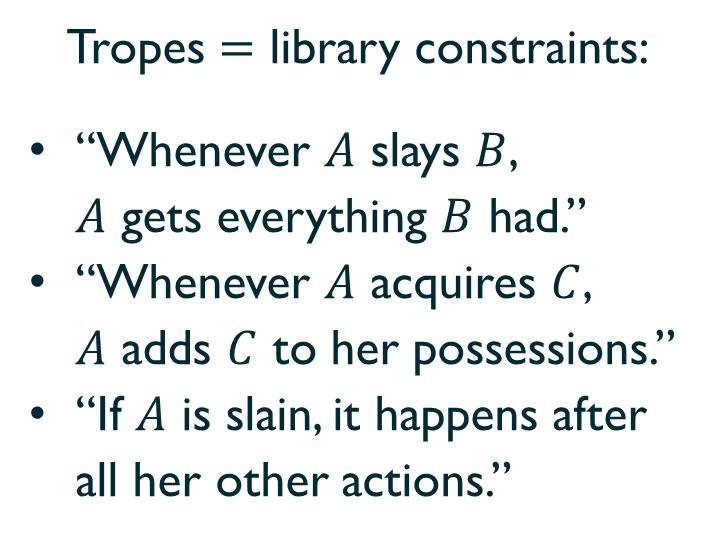 Tropes = library constraints:
• “Whenever A slays B,
A gets everything B had.”
• “Whenever A acquires C,
A adds C to her possessions.”
• “If A is slain, it happens after
all her other actions.”